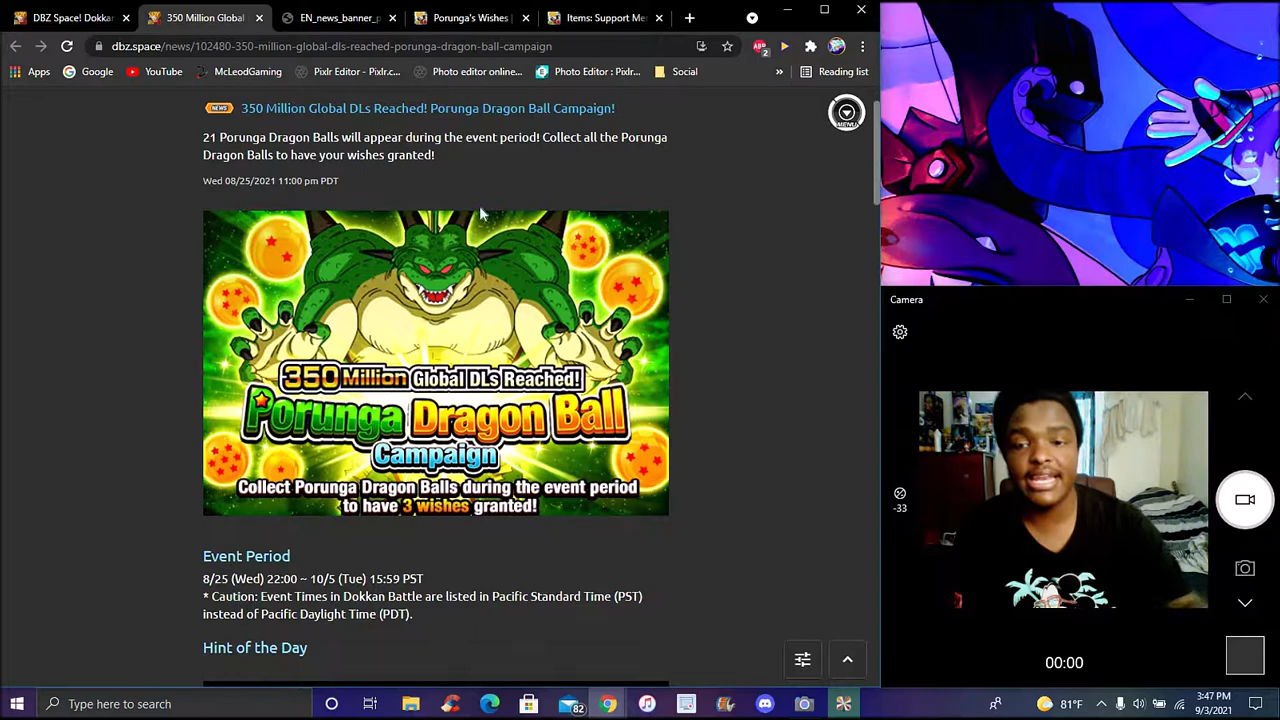 DBZ Space! Dokka
350 Million Global
EN_news_banner_p
Porunga's Wishes
Items: Support Me
dbz.space/news/102480-350-million-global-dls-reached-porunga-dragon-ball-campaign
ABP
2
Apps
Google
YouTube
McLeodGaming
Pixlr Editor - Pixlr.c...
Photo editor online...
Photo Editor : Pixlr...
Social
»
Reading list
NEWS
350 Million Global DLs Reached! Porunga Dragon Ball Campaign!
21 Porunga Dragon Balls will appear during the event period! Collect all the Porunga
Dragon Balls to have your wishes granted!
Wed 08/25/2021 11:00 pm PDT
MENU
350 Million Global DLs Reached!
Porunga Dragon Ball
Campaign
Collect Porunga Dragon Balls during the event period
to have 3 wishes granted!
Event Period
8/25 (Wed) 22:00 ~ 10/5 (Tue) 15:59 PST
* Caution: Event Times in Dokkan Battle are listed in Pacific Standard Time (PST)
instead of Pacific Daylight Time (PDT).
Hint of the Day
Camera
-33
00:00
Type here to search
82
81°F
3:47 PM
9/3/2021